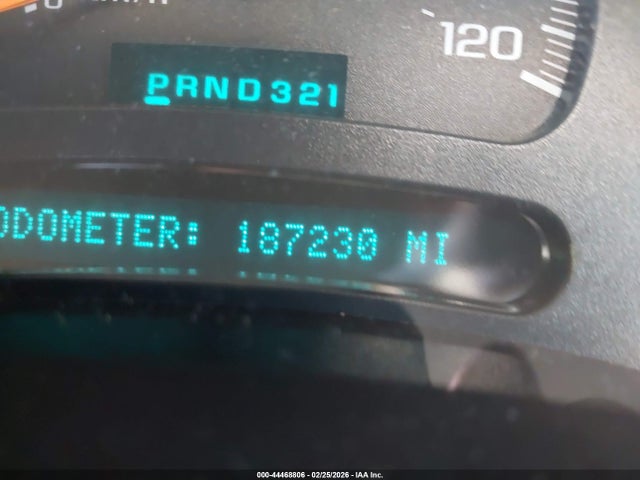 120
PRND321
ODOMETER: 187230 MI
000-44468806 - 02/25/2026 - IAA Inc.